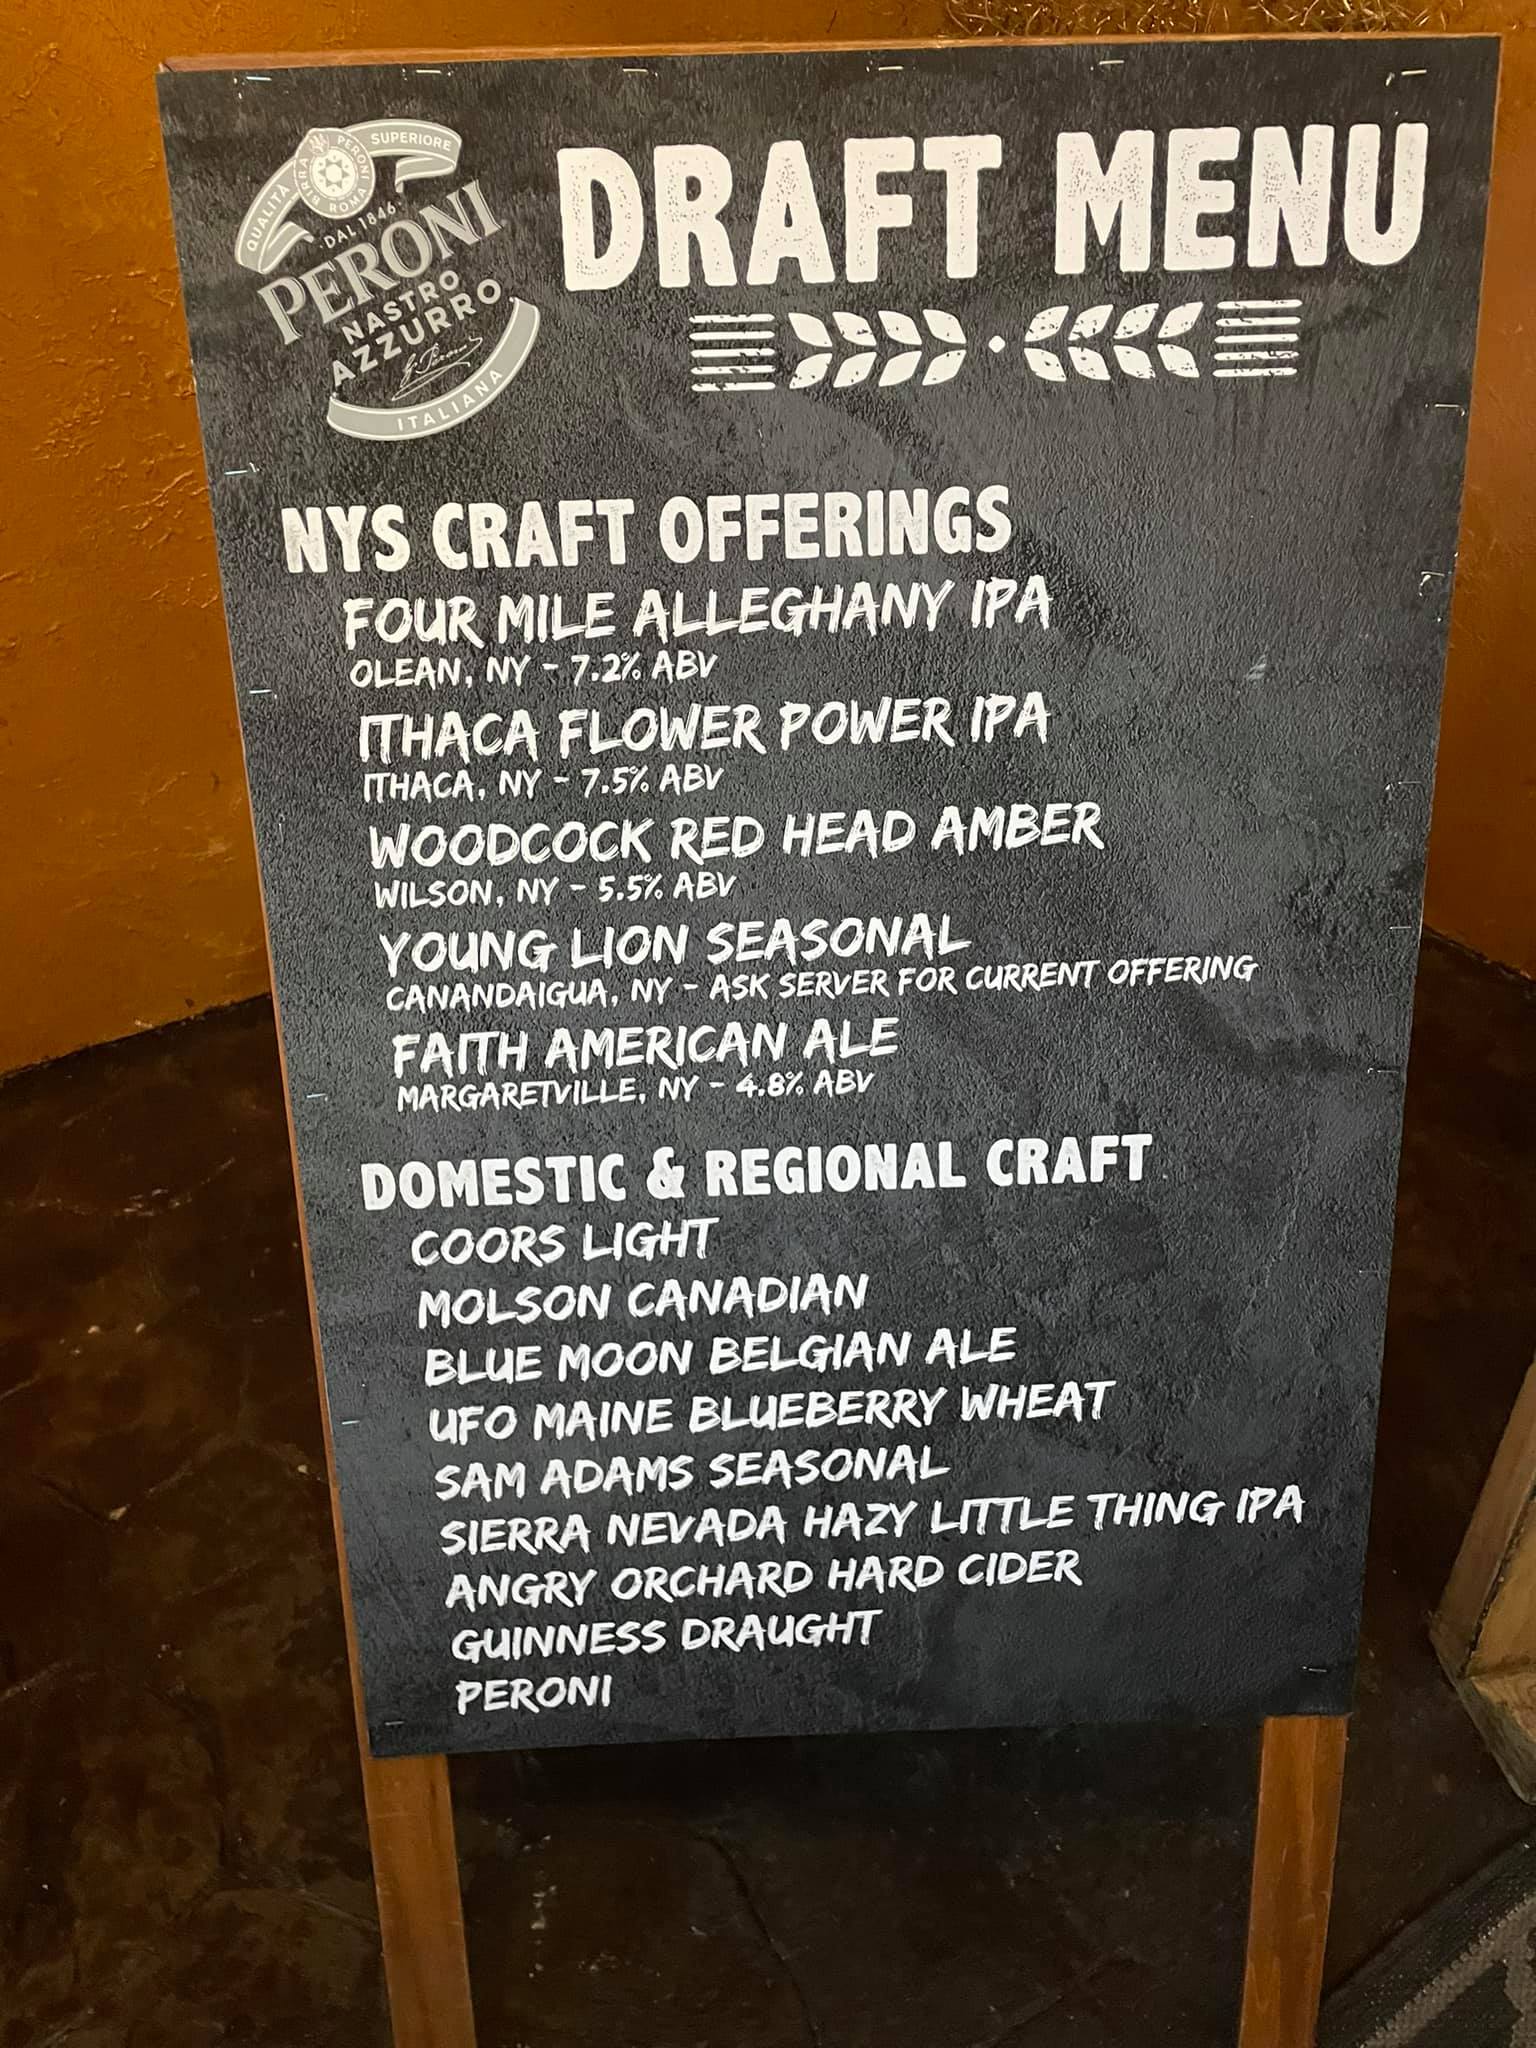 QUALITÀ SUPERIORE
BIRRA PERONI ROMA
DAL 1846
PERONI
NASTRO
AZZURRO
ITALIANA
DRAFT MENU
NYS CRAFT OFFERINGS
FOUR MILE ALLEGHANY IPA
OLEAN, NY - 7.2% ABV
ITHACA FLOWER POWER IPA
ITHACA, NY - 7.5% ABV
WOODCOCK RED HEAD AMBER
WILSON, NY - 5.5% ABV
YOUNG LION SEASONAL
CANANDAIGUA, NY - ASK SERVER FOR CURRENT OFFERING
FAITH AMERICAN ALE
MARGARETVILLE, NY - 4.8% ABV
DOMESTIC & REGIONAL CRAFT
COORS LIGHT
MOLSON CANADIAN
BLUE MOON BELGIAN ALE
UFO MAINE BLUEBERRY WHEAT
SAM ADAMS SEASONAL
SIERRA NEVADA HAZY LITTLE THING IPA
ANGRY ORCHARD HARD CIDER
GUINNESS DRAUGHT
PERONI